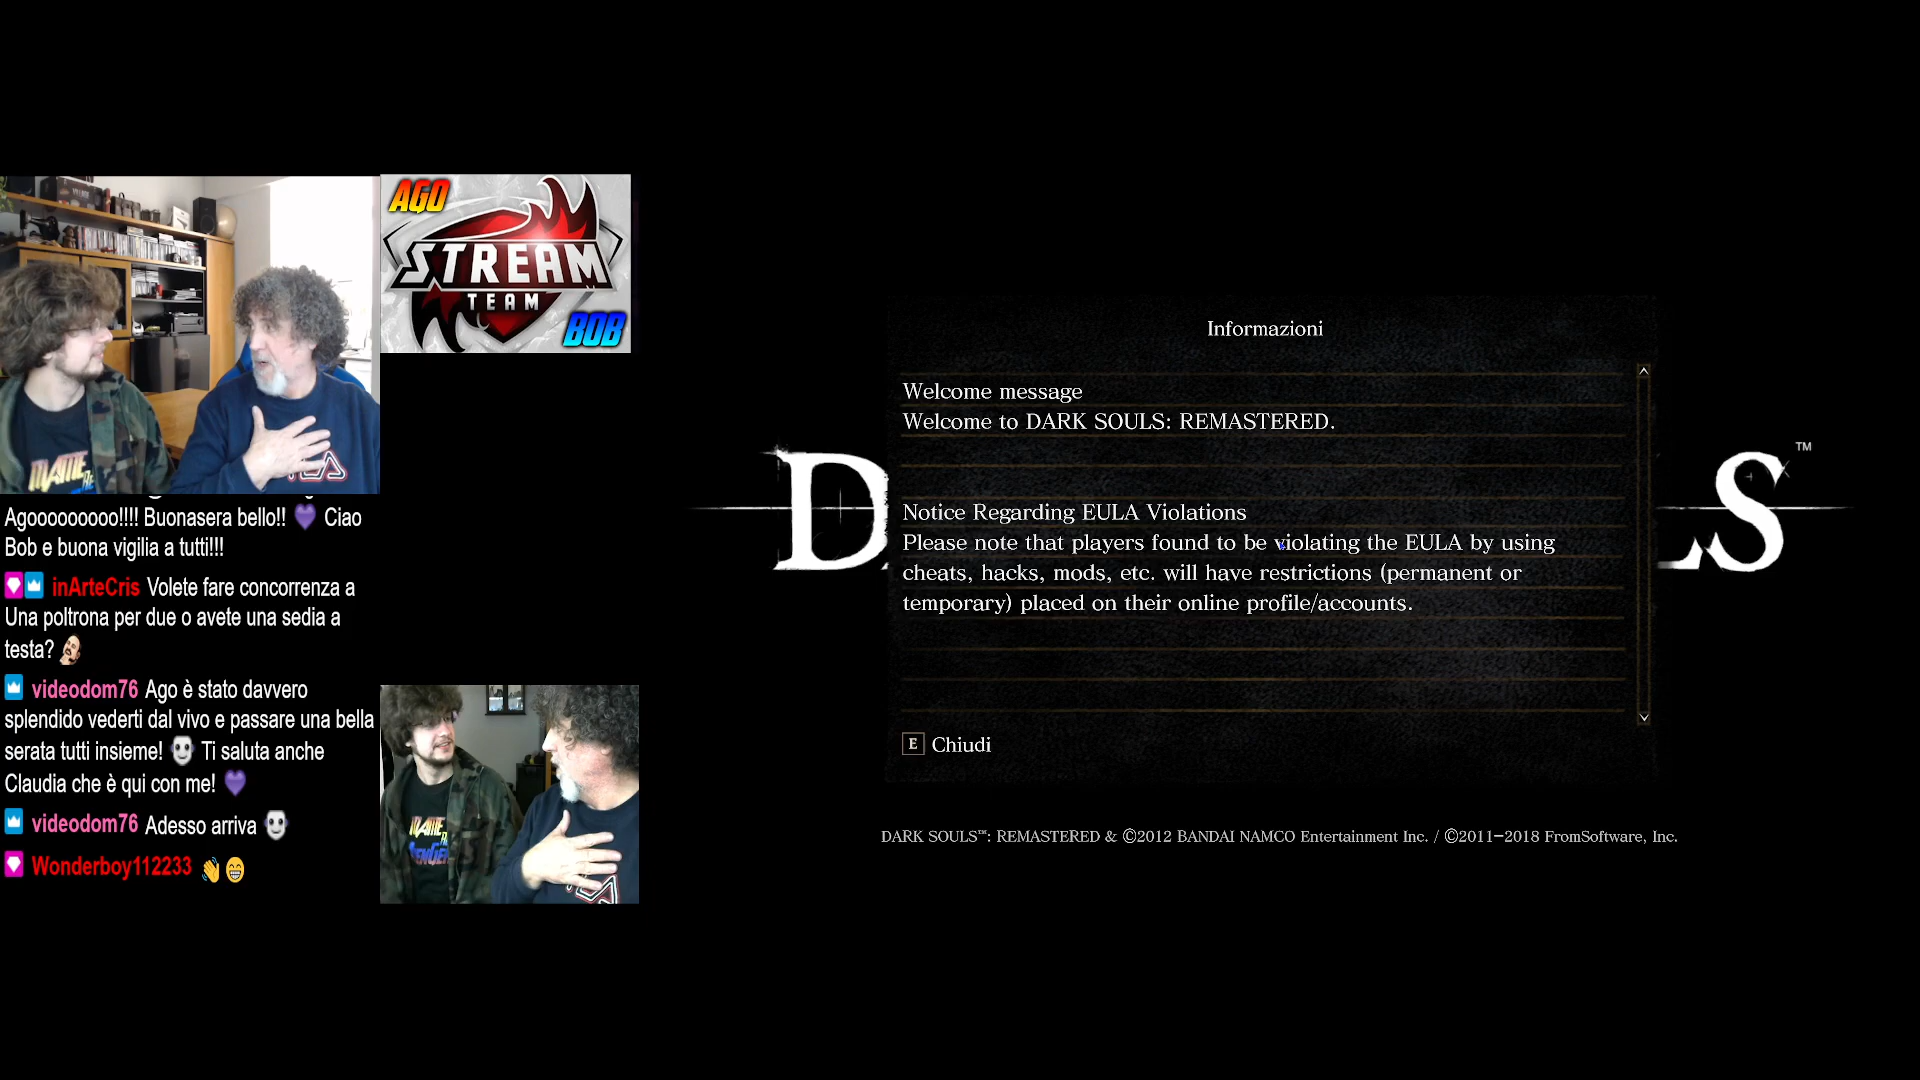 AGO
STREAM
TEAM
BOB
Agooooooooo!!!! Buonasera bello!! 💜 Ciao
Bob e buona vigilia a tutti!!!
inArteCris Volete fare concorrenza a
Una poltrona per due o avete una sedia a
testa?
videodom76 Ago è stato davvero
splendido vederti dal vivo e passare una bella
serata tutti insieme! Ti saluta anche
Claudia che è qui con me! 💜
videodom76 Adesso arriva
Wonderboy112233 👋😁
Informazioni
Welcome message
Welcome to DARK SOULS: REMASTERED.
Notice Regarding EULA Violations
Please note that players found to be violating the EULA by using
cheats, hacks, mods, etc. will have restrictions (permanent or
temporary) placed on their online profile/accounts.
E Chiudi
D
LS™
DARK SOULS™: REMASTERED & ©2012 BANDAI NAMCO Entertainment Inc. / ©2011-2018 FromSoftware, Inc.